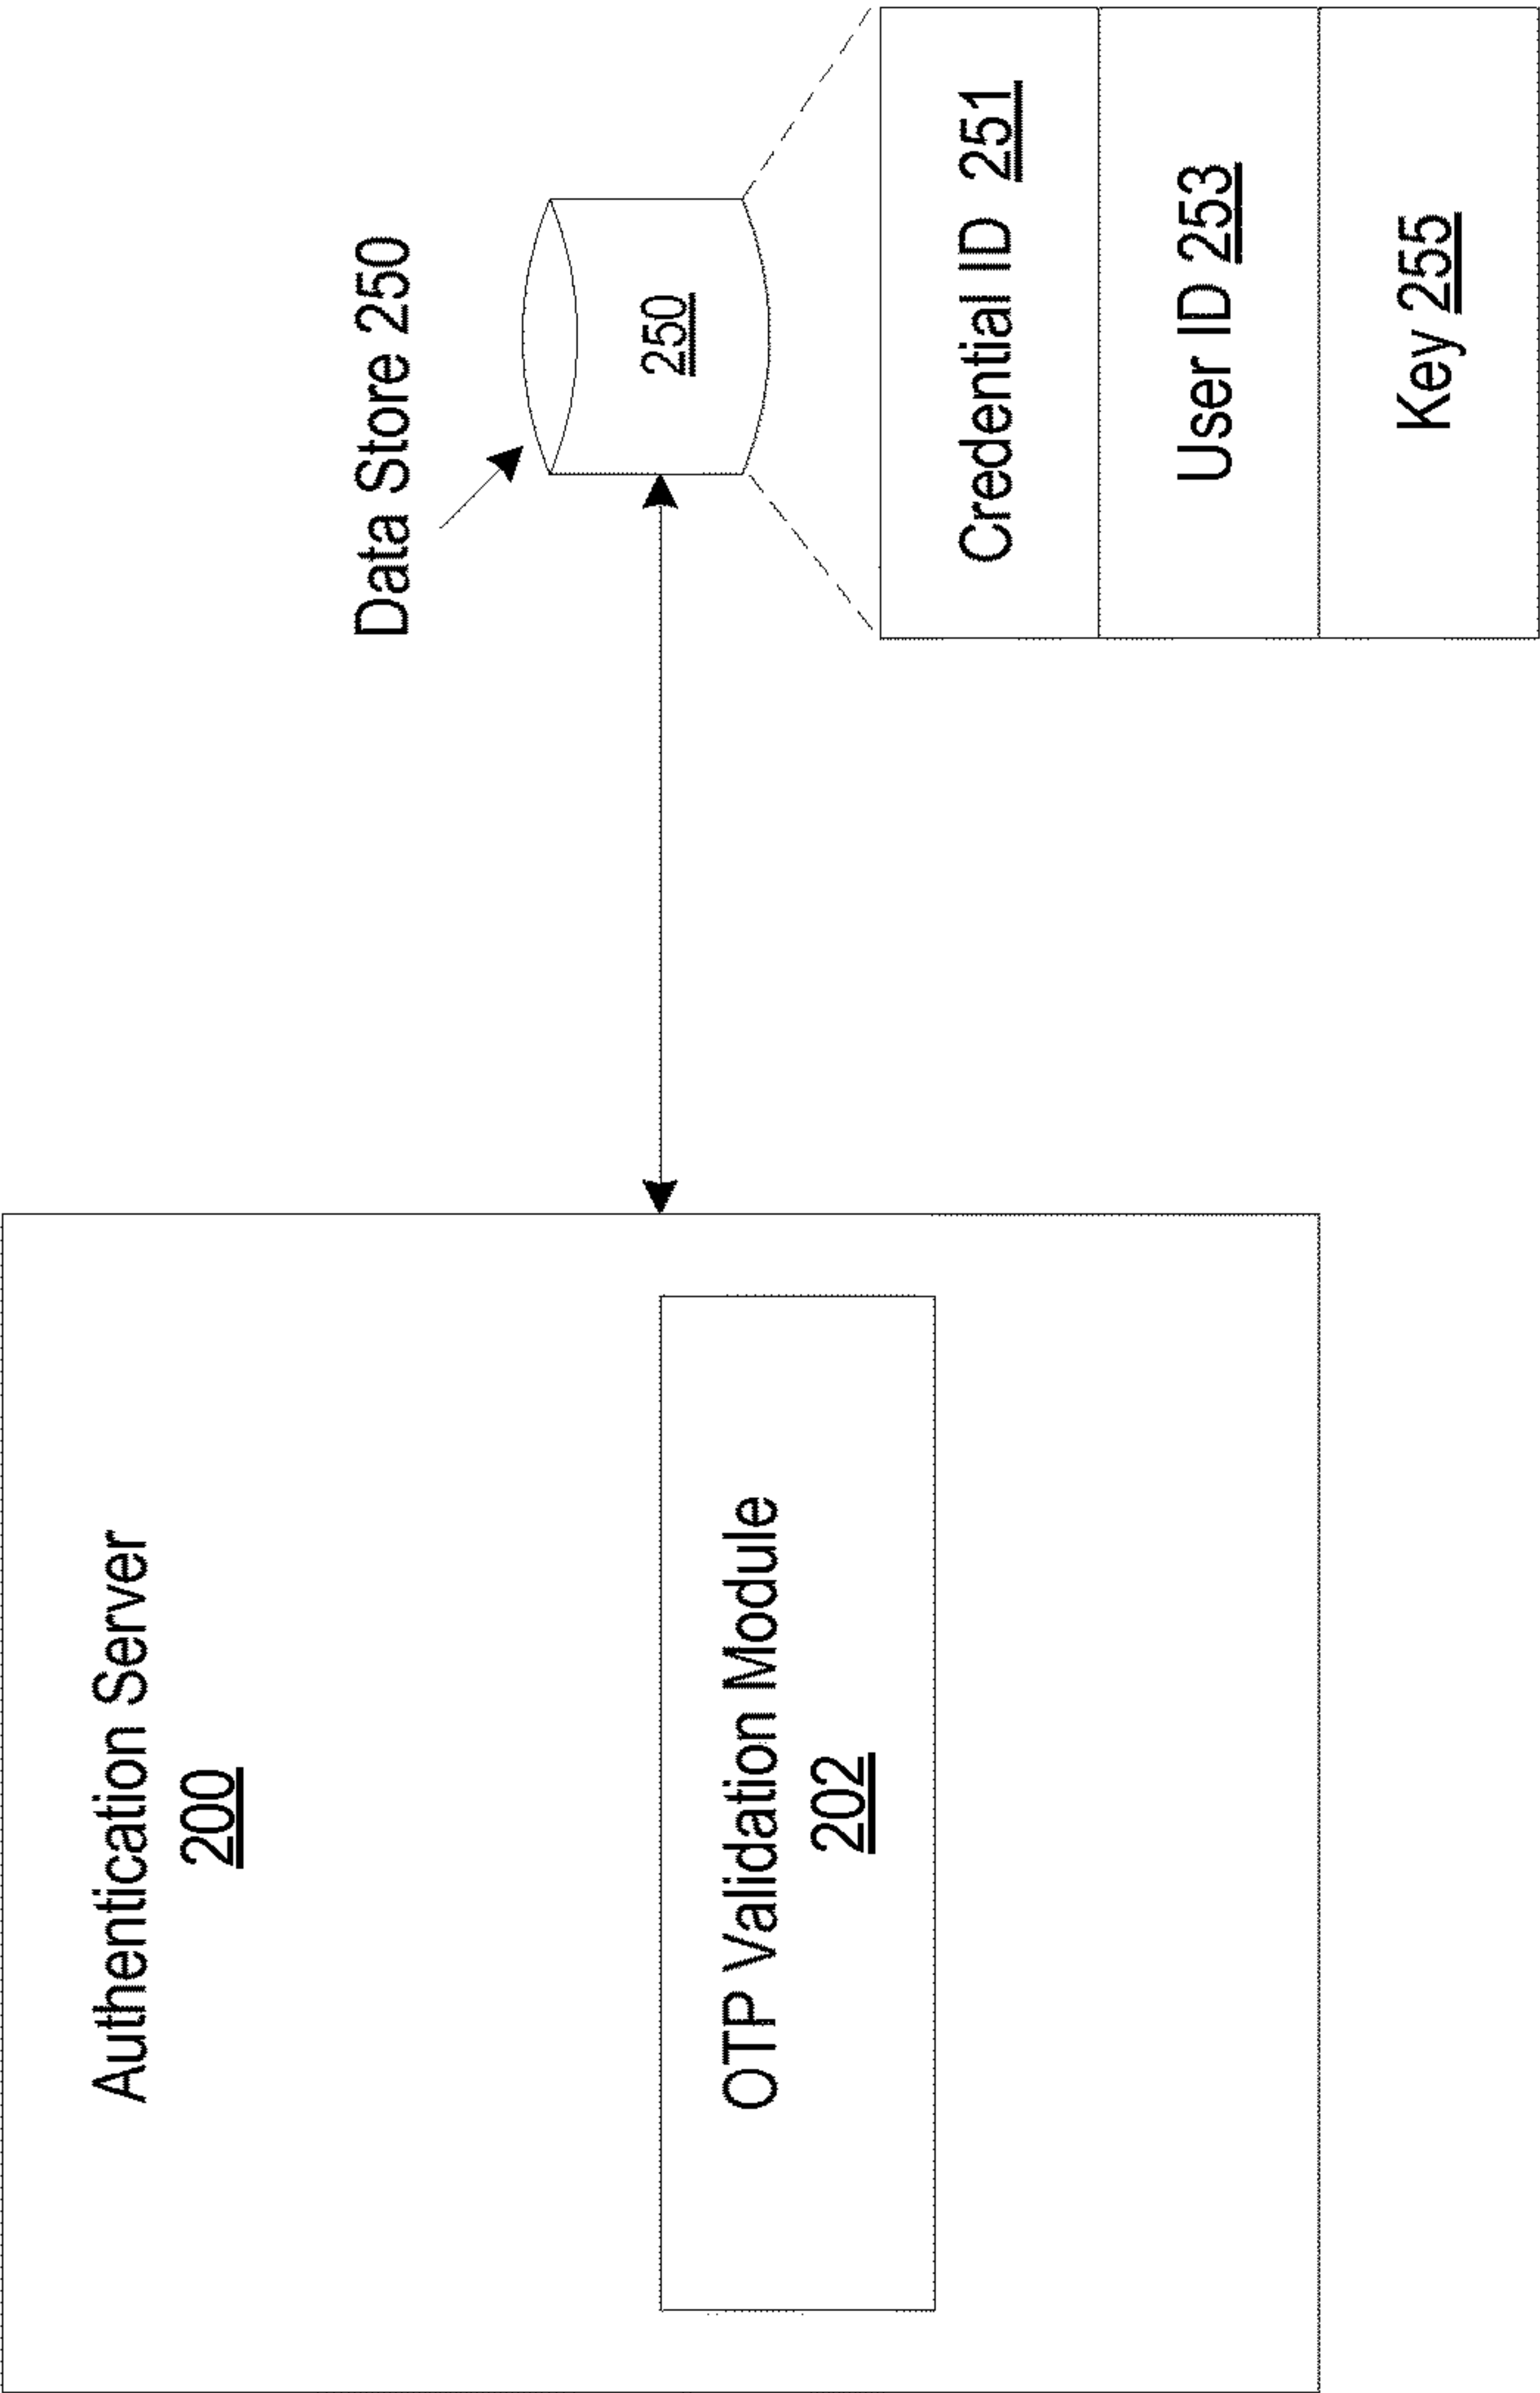 Authentication Server
200
OTP Validation Module
202
Data Store 250
250
Credential ID 251
User ID 253
Key 255